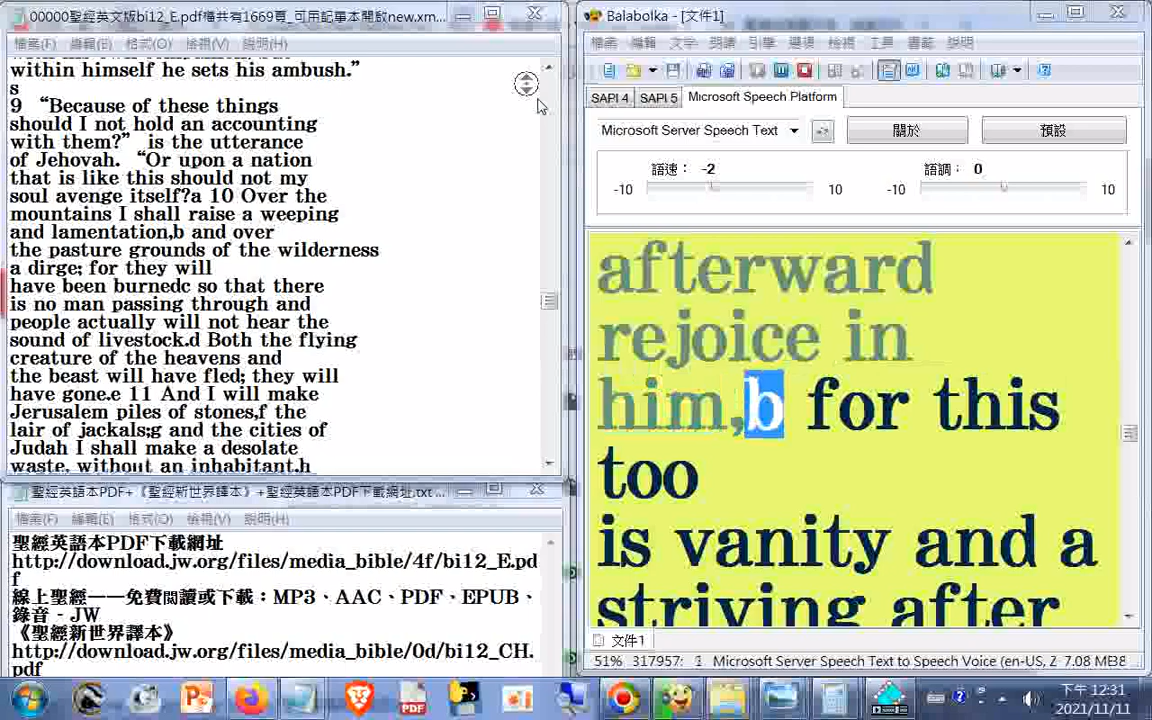 00000聖經英文版bi12_E.pdf檔共有1669頁_可用記事本開啟new.xm...
檔案(F) 編輯(E) 格式(O) 檢視(V) 說明(H)
within himself he sets his ambush.”
s
9 “Because of these things
should I not hold an accounting
with them?” is the utterance
of Jehovah. “Or upon a nation
that is like this should not my
soul avenge itself?a 10 Over the
mountains I shall raise a weeping
and lamentation,b and over
the pasture grounds of the wilderness
a dirge; for they will
have been burnedc so that there
is no man passing through and
people actually will not hear the
sound of livestock.d Both the flying
creature of the heavens and
the beast will have fled; they will
have gone.e 11 And I will make
Jerusalem piles of stones,f the
lair of jackals;g and the cities of
Judah I shall make a desolate
waste, without an inhabitant.h
聖經英語本PDF+《聖經新世界譯本》+聖經英語本PDF下載網址.txt ...
檔案(F) 編輯(E) 格式(O) 檢視(V) 說明(H)
聖經英語本PDF下載網址
http://download.jw.org/files/media_bible/4f/bi12_E.pd
f
線上聖經——免費閱讀或下載：MP3、AAC、PDF、EPUB、
錄音 - JW
《聖經新世界譯本》
http://download.jw.org/files/media_bible/0d/bi12_CH.
pdf
Balabolka - [文件1]
檔案 編輯 文字 朗讀 引擎 選項 檢視 工具 書籤 說明
SAPI 4 SAPI 5 Microsoft Speech Platform
Microsoft Server Speech Text 關於 預設
語速： -2 語調： 0
-10 10 -10 10
afterward
rejoice in
him,b for this
too
is vanity and a
striving after
文件1
51% 317957: Microsoft Server Speech Text to Speech Voice (en-US, Z 7.08 MB
下午 12:31
2021/11/11